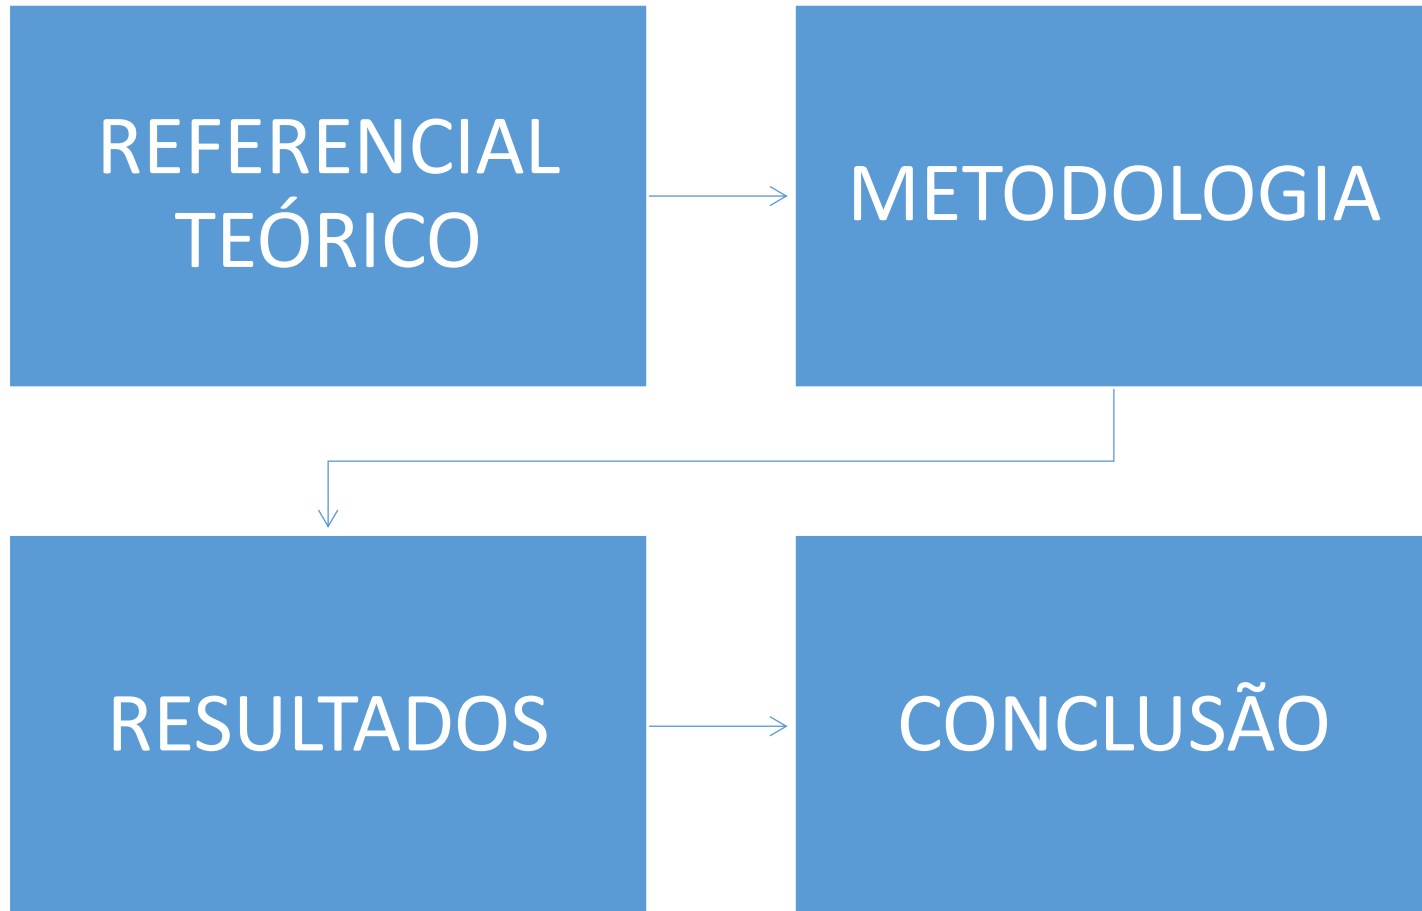 REFERENCIAL
TEÓRICO
METODOLOGIA
RESULTADOS
CONCLUSÃO